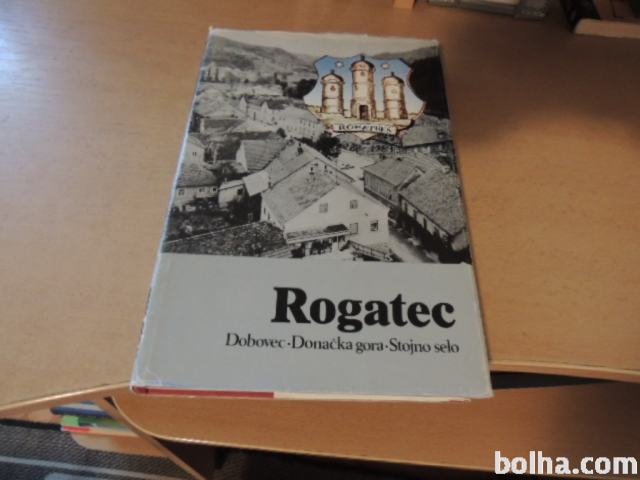 Rogatec
Dobovec · Donačka gora · Stojno selo
bolha.com